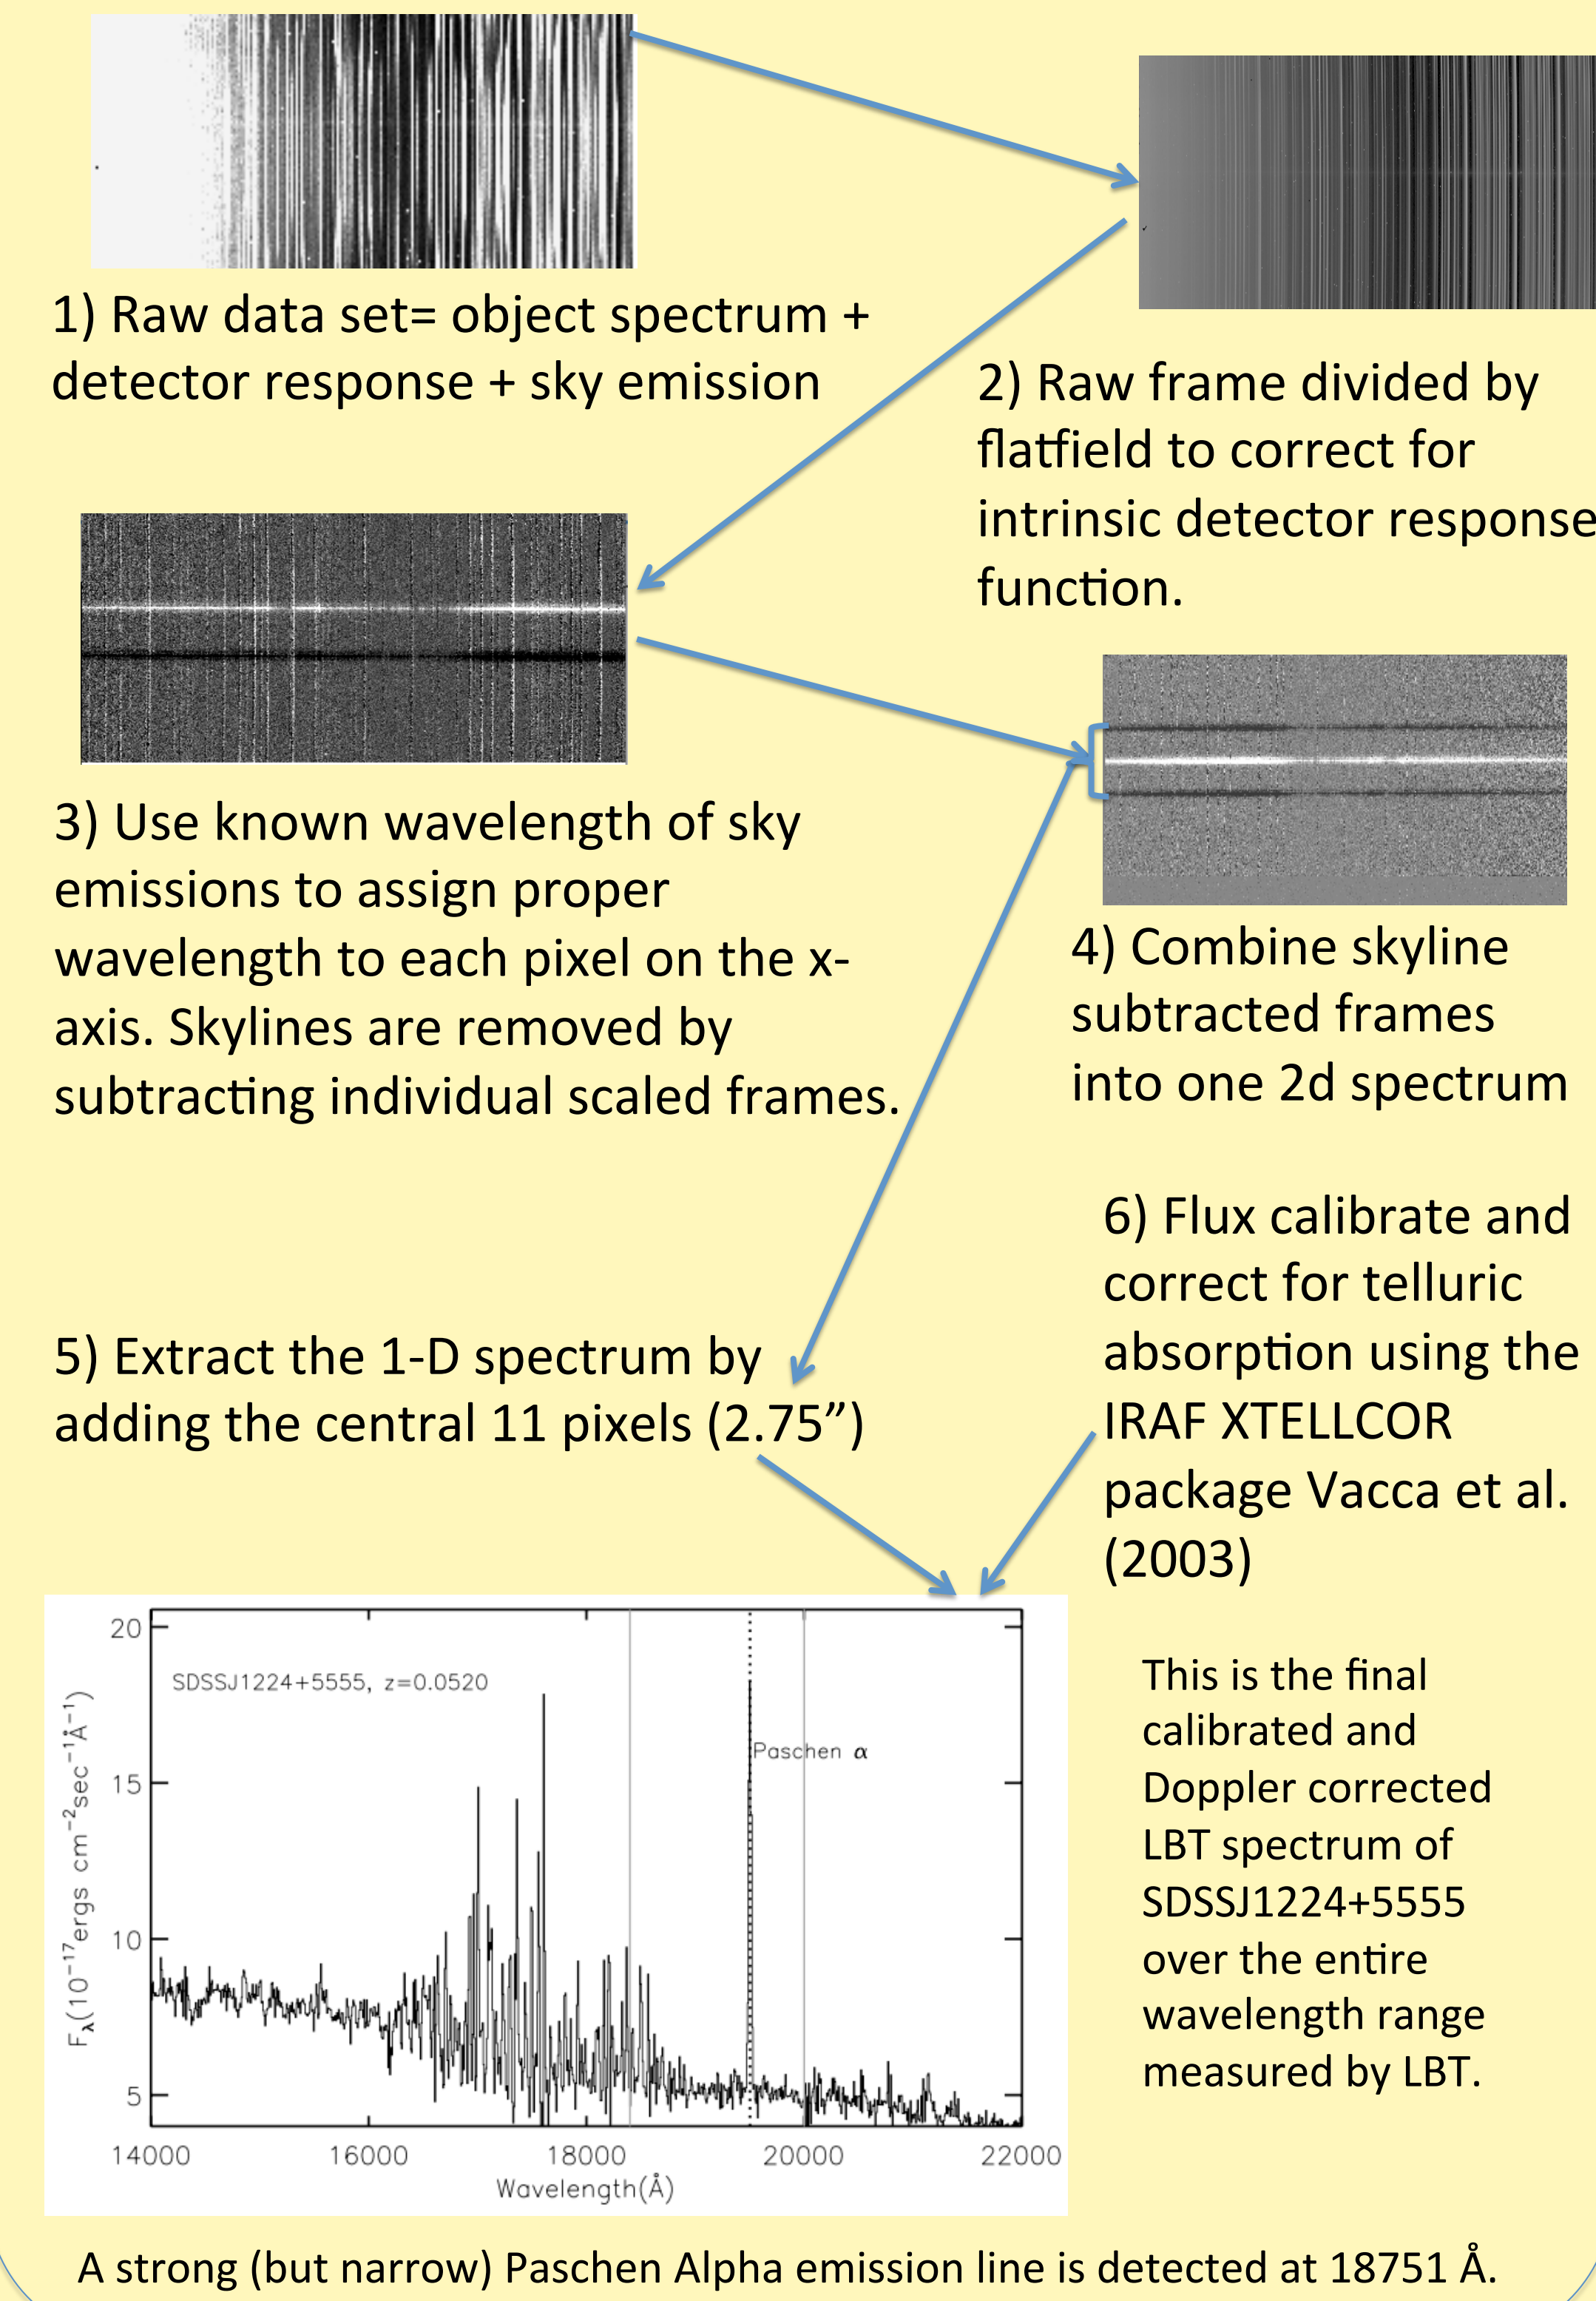 1) Raw data set= object spectrum +
detector response + sky emission
2) Raw frame divided by
flatfield to correct for
intrinsic detector response
function.
3) Use known wavelength of sky
emissions to assign proper
wavelength to each pixel on the x-
axis. Skylines are removed by
subtracting individual scaled frames.
4) Combine skyline
subtracted frames
into one 2d spectrum
5) Extract the 1-D spectrum by
adding the central 11 pixels (2.75”)
6) Flux calibrate and
correct for telluric
absorption using the
IRAF XTELLCOR
package Vacca et al.
(2003)
20
15
10
5
Fλ(10⁻¹⁷ergs cm⁻²sec⁻¹Å⁻¹)
SDSSJ1224+5555, z=0.0520
Paschen α
14000 16000 18000 20000 22000
Wavelength(Å)
This is the final
calibrated and
Doppler corrected
LBT spectrum of
SDSSJ1224+5555
over the entire
wavelength range
measured by LBT.
A strong (but narrow) Paschen Alpha emission line is detected at 18751 Å.